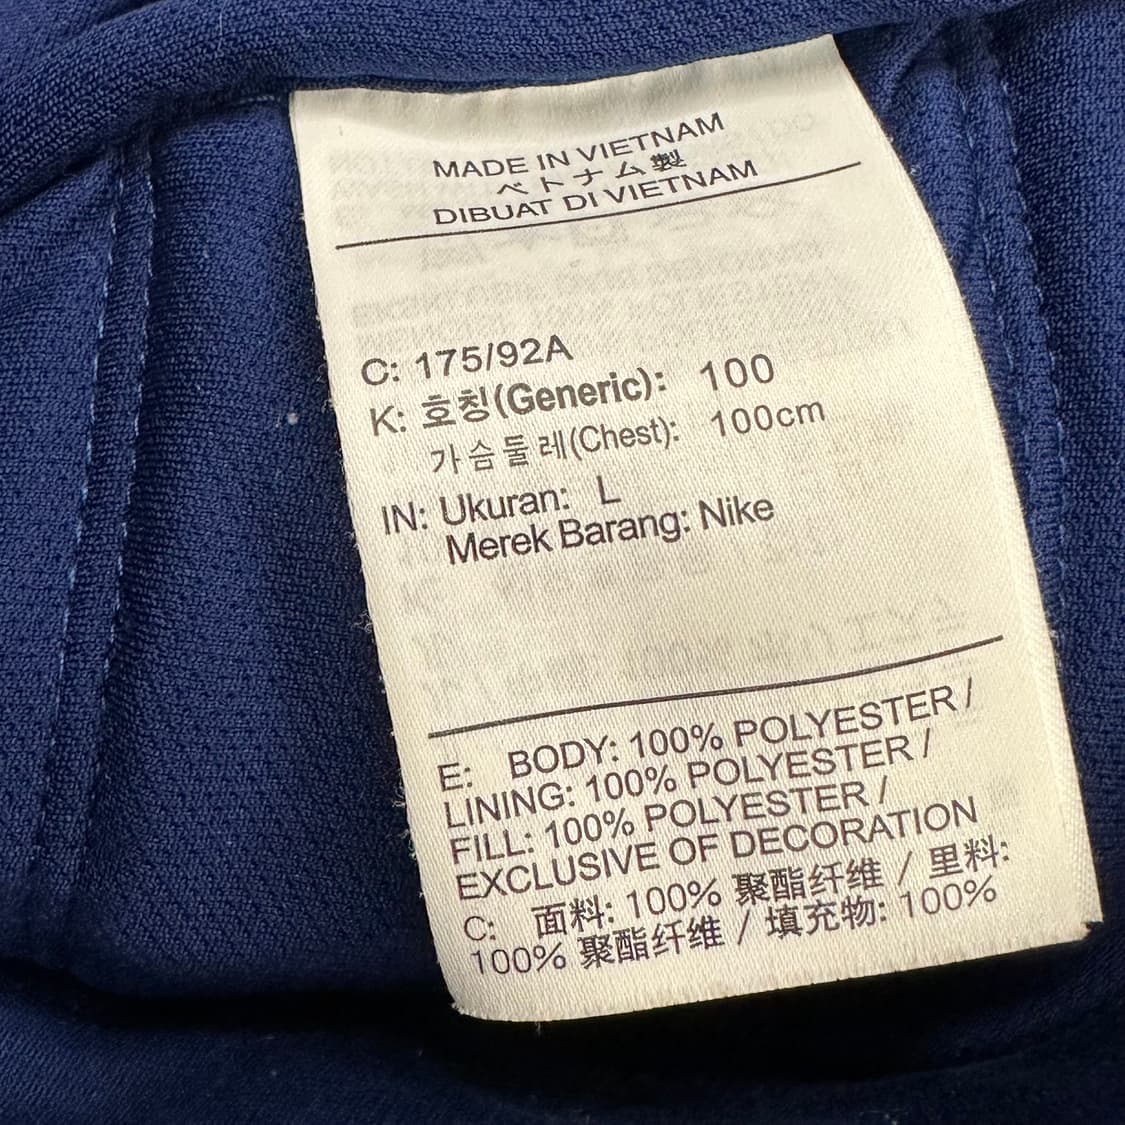 MADE IN VIETNAM
ベトナム製
DIBUAT DI VIETNAM
C: 175/92A
K: 호칭(Generic): 100
가슴둘레(Chest): 100cm
IN: Ukuran: L
Merek Barang: Nike
E: BODY: 100% POLYESTER /
LINING: 100% POLYESTER /
FILL: 100% POLYESTER /
EXCLUSIVE OF DECORATION
C: 面料: 100% 聚酯纤维 / 里料:
100% 聚酯纤维 / 填充物: 100%